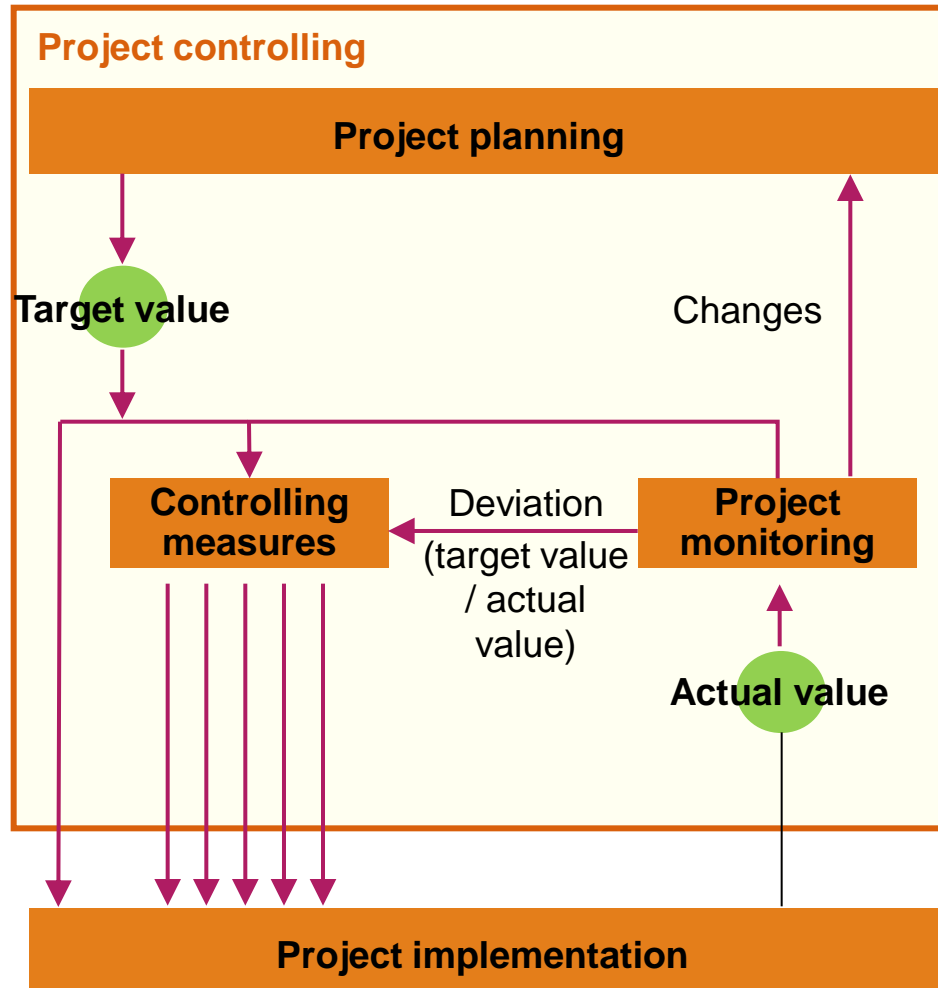 Project controlling
Project planning
Target value
Changes
Controlling
measures
Deviation
(target value
/ actual
value)
Project
monitoring
Actual value
Project implementation